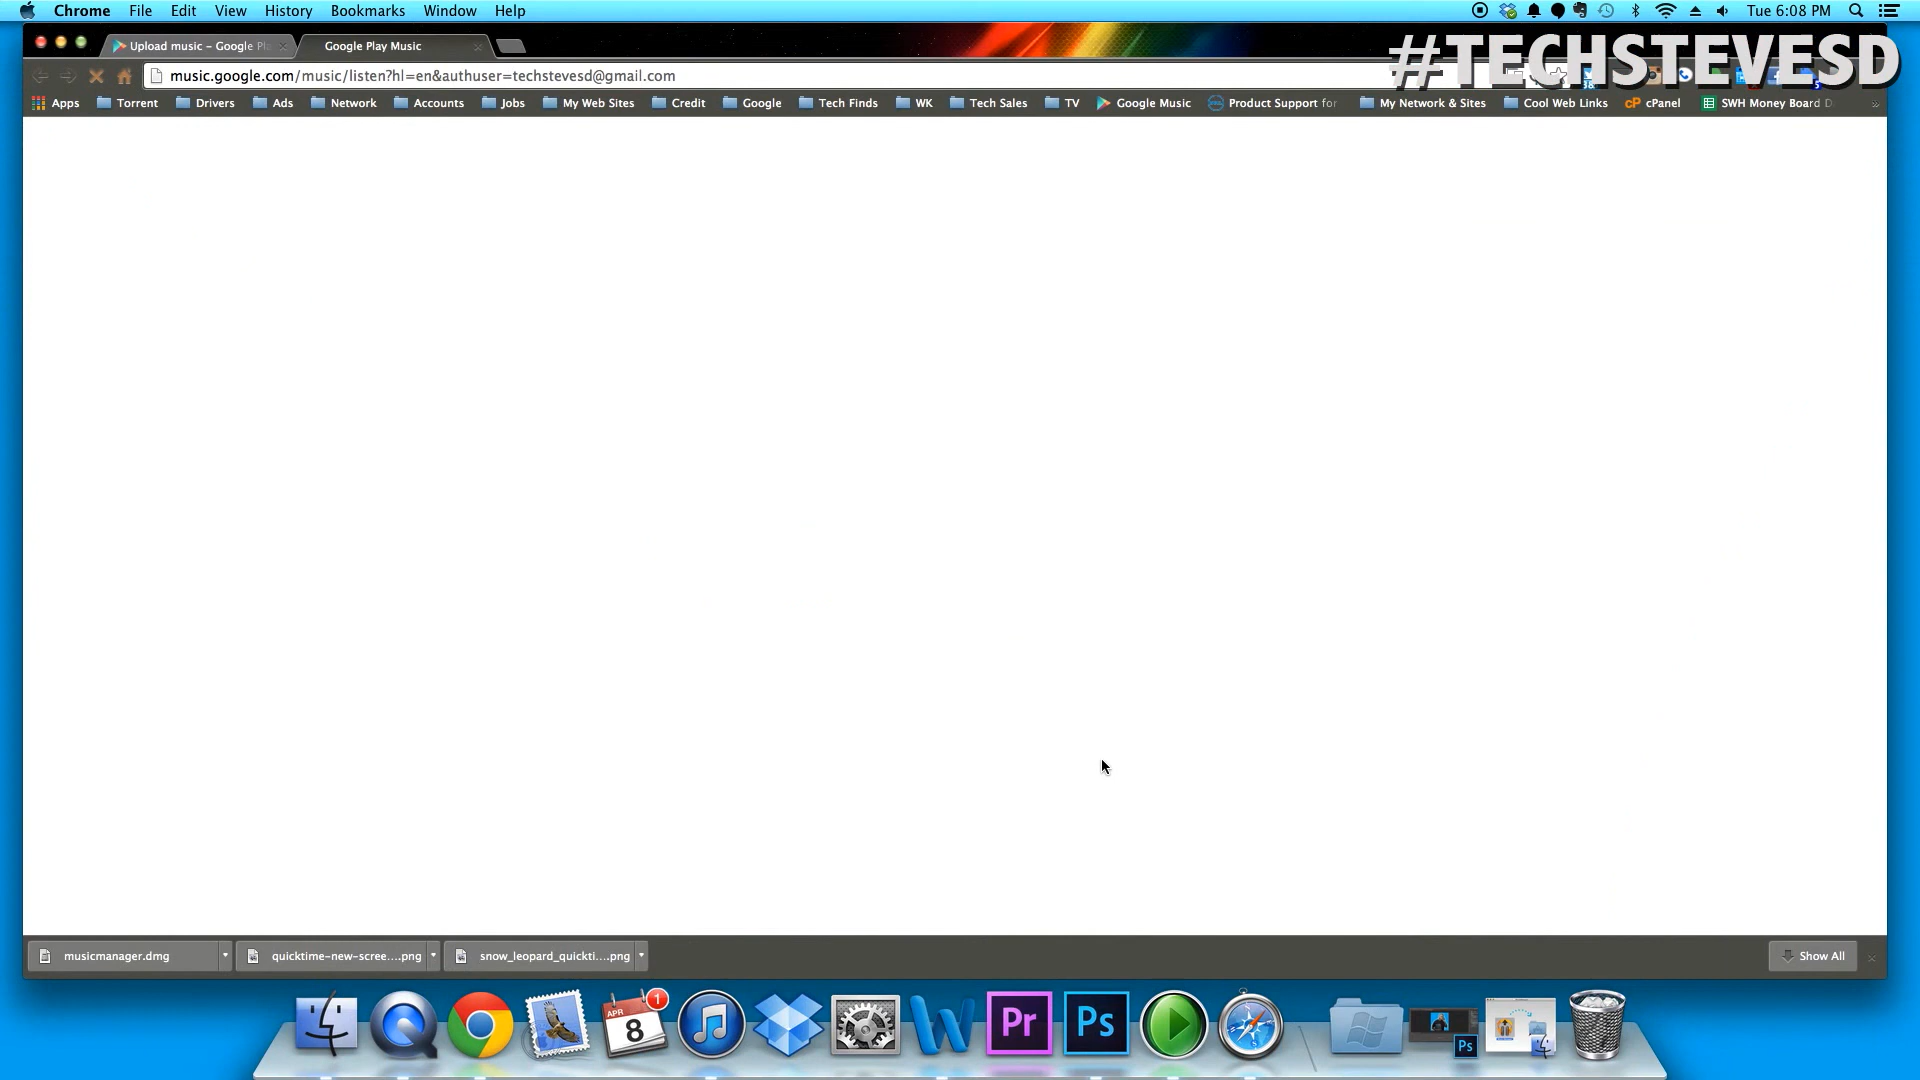 Chrome File Edit View History Bookmarks Window Help Tue 6:08 PM
#TECHSTEVESD
Upload music – Google Pla Google Play Music
music.google.com/music/listen?hl=en&authuser=techstevesd@gmail.com
Apps Torrent Drivers Ads Network Accounts Jobs My Web Sites Credit Google Tech Finds WK Tech Sales TV Google Music Product Support for My Network & Sites Cool Web Links cP cPanel SWH Money Board D »
musicmanager.dmg quicktime-new-scree....png snow_leopard_quickti....png Show All
APR
8
1
W
Pr
Ps
Ps